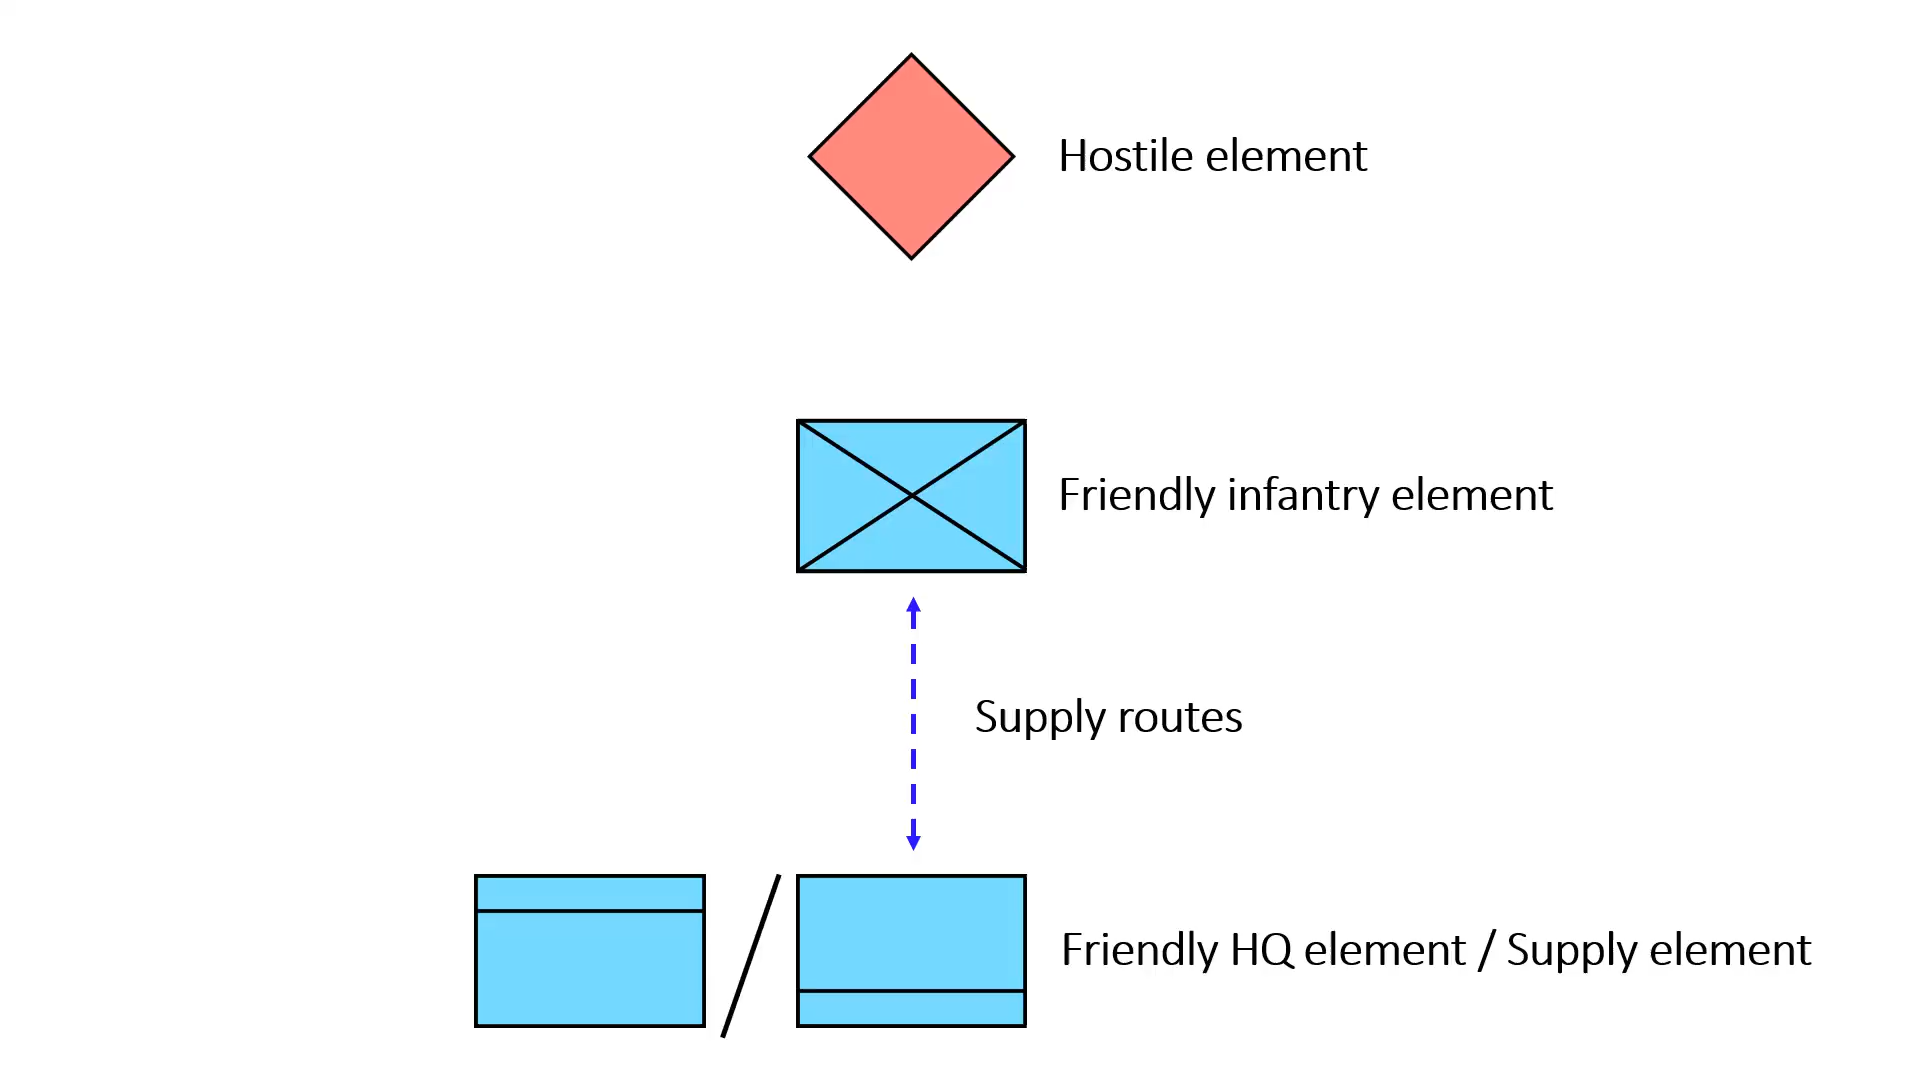 Hostile element
Friendly infantry element
Supply routes
Friendly HQ element / Supply element